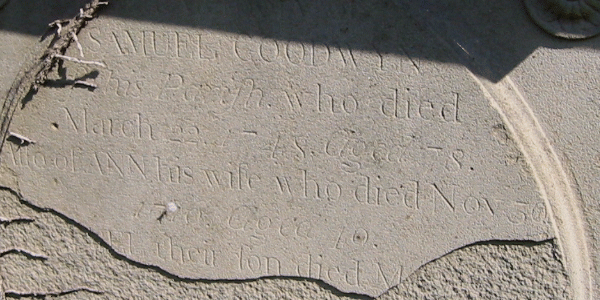 SAMUEL GOODWYN
this Parish. who died
March 22. 17 48. Aged 78.
Also of ANN his wife who died Nov 30
Aged
their Son died M